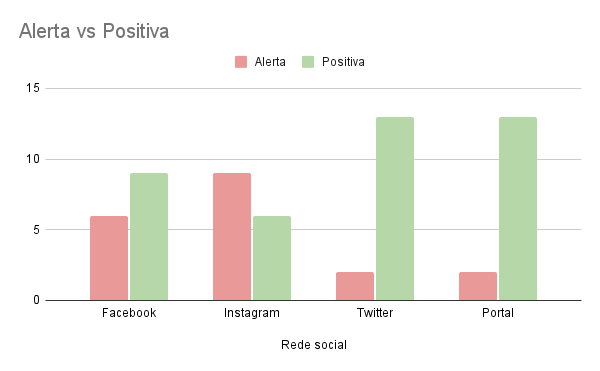 Alerta vs Positiva
Alerta Positiva
15
10
5
0
Facebook Instagram Twitter Portal
Rede social